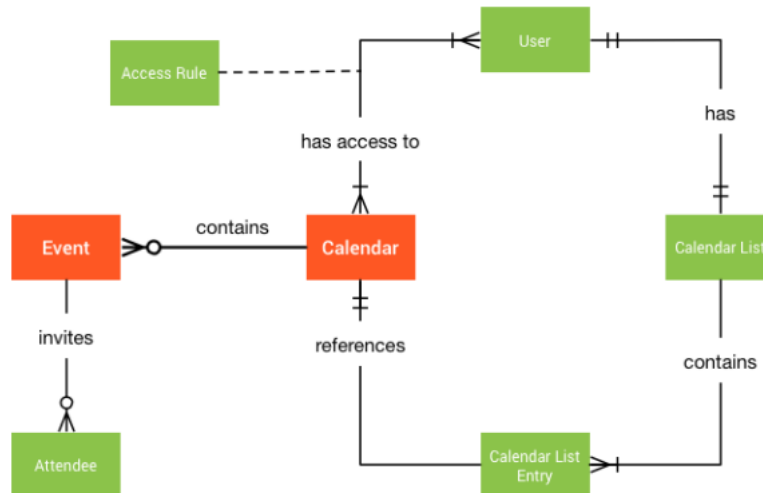 User
Access Rule
has
has access to
contains
Event
Calendar
Calendar List
invites
references
contains
Attendee
Calendar List
Entry